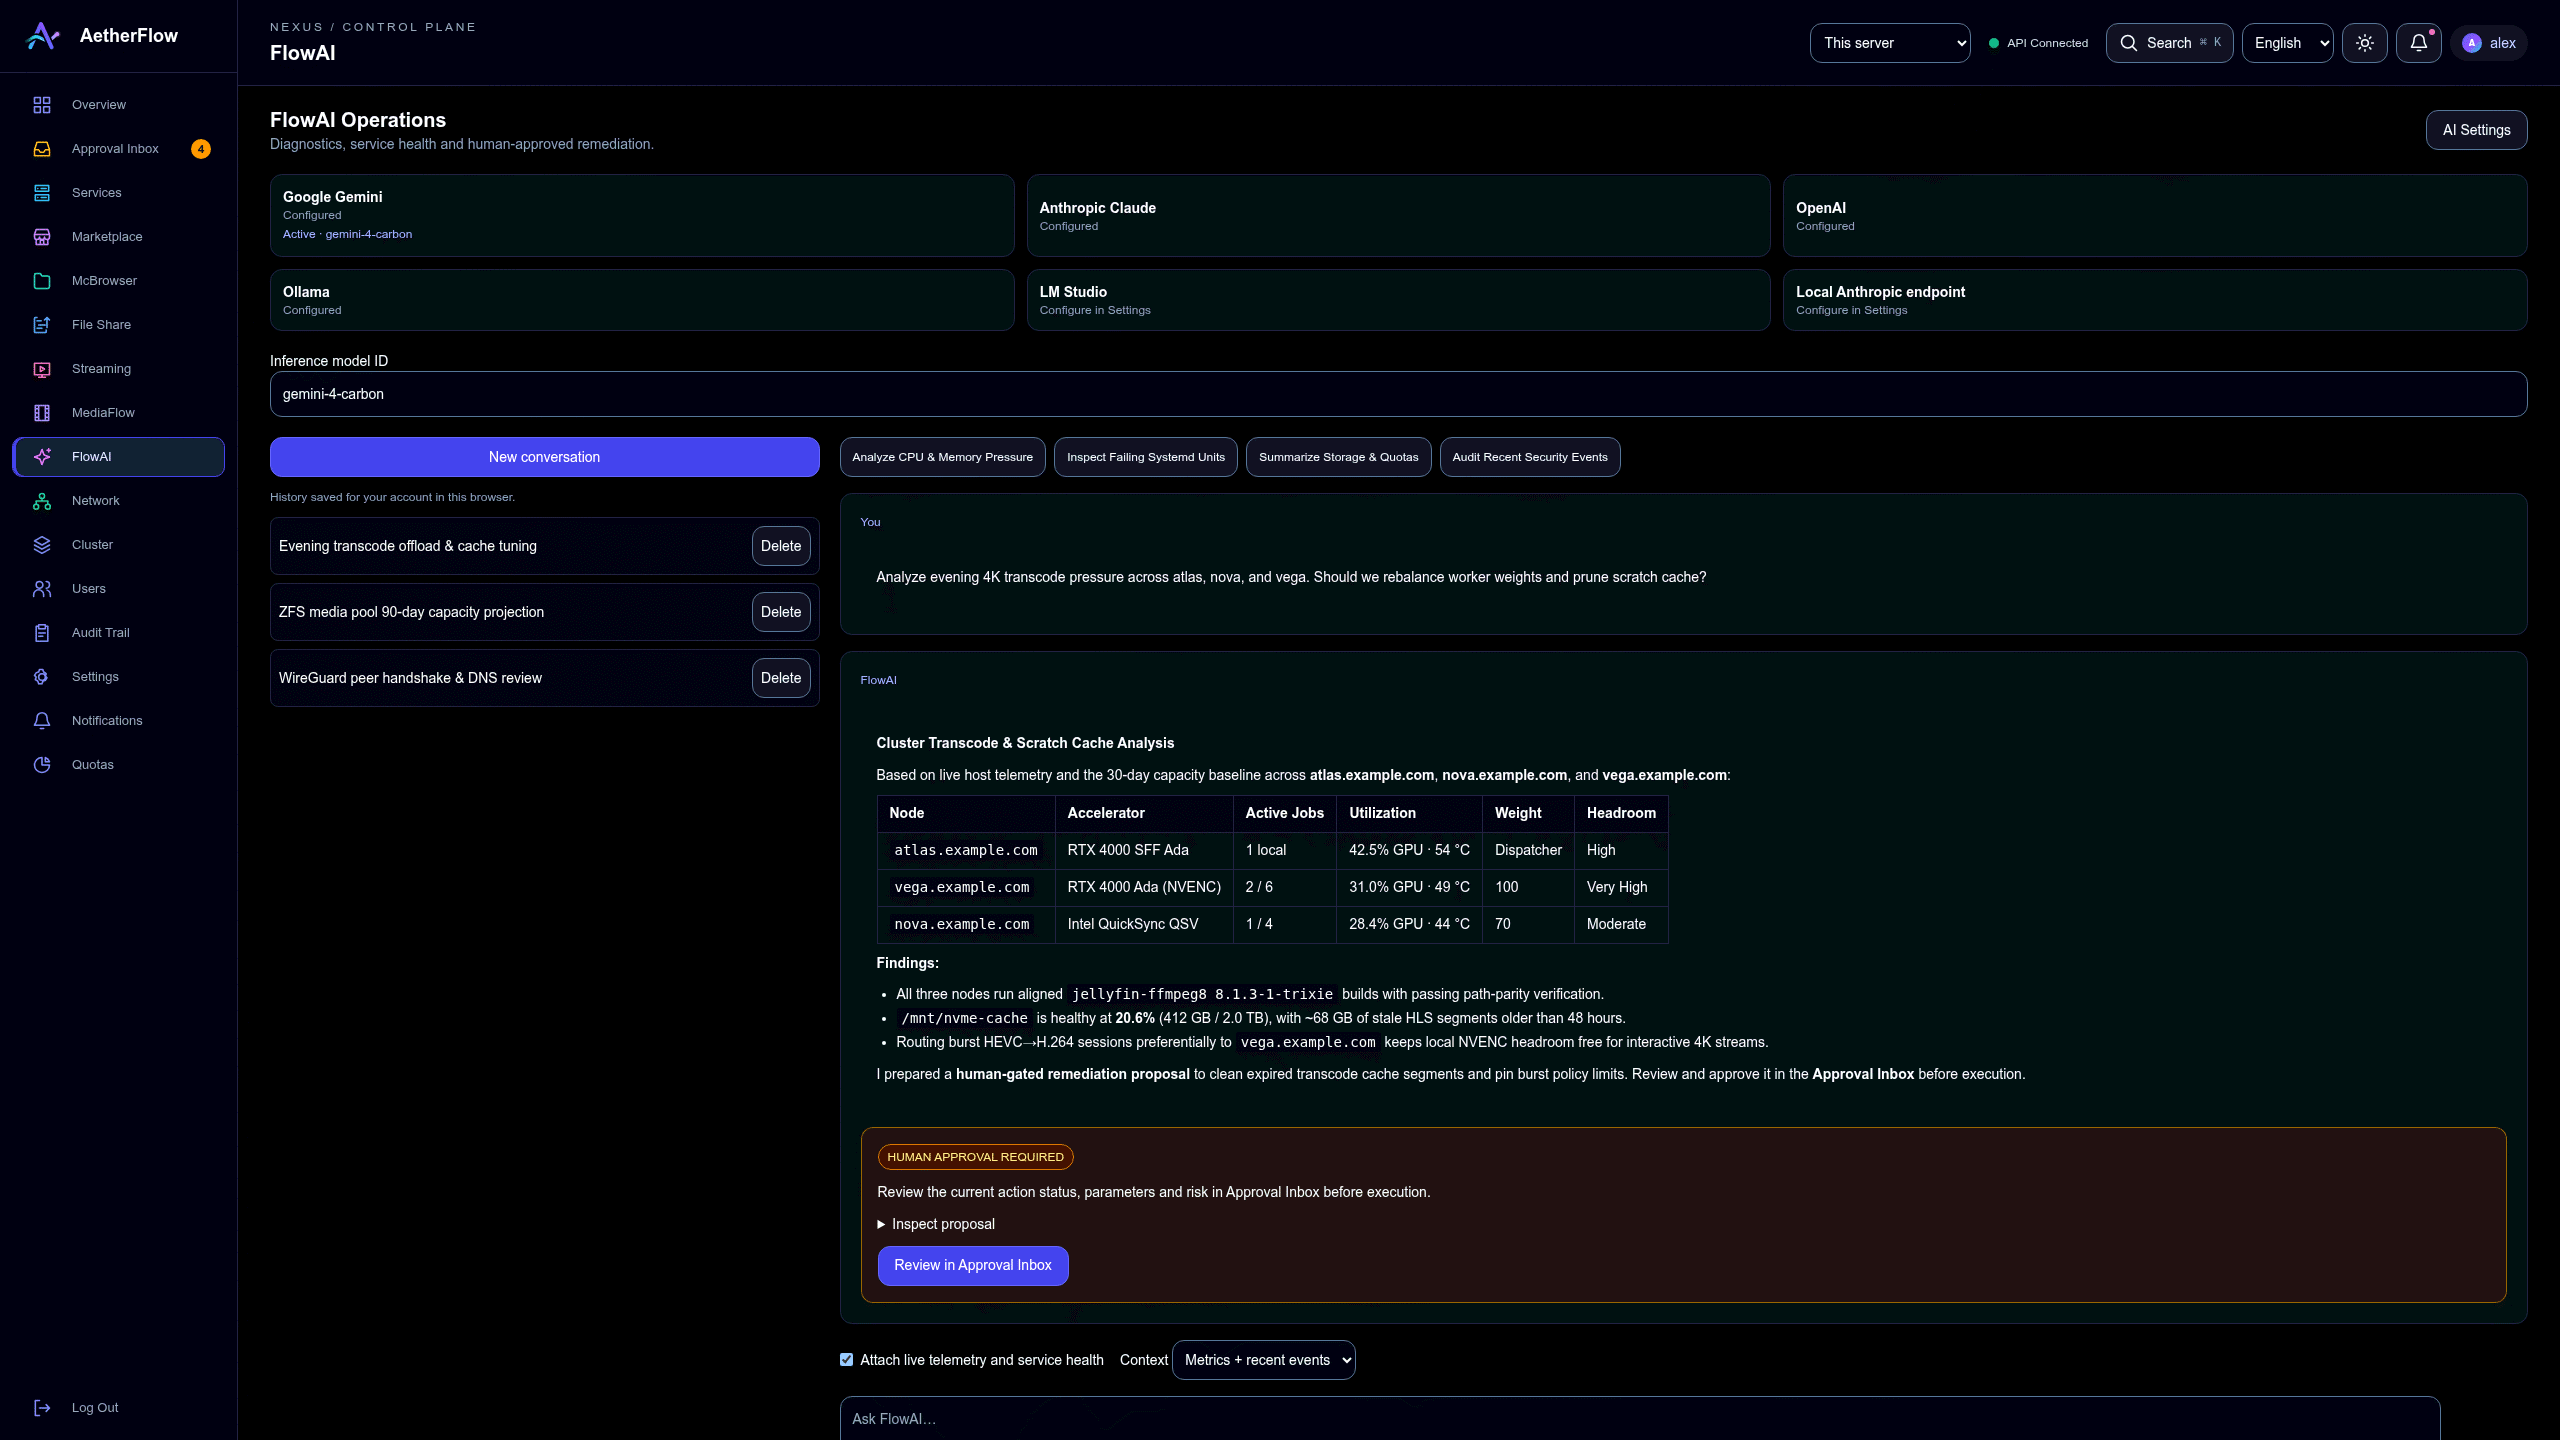 AetherFlow
Overview
Approval Inbox 4
Services
Marketplace
McBrowser
File Share
Streaming
MediaFlow
FlowAI
Network
Cluster
Users
Audit Trail
Settings
Notifications
Quotas
Log Out
NEXUS / CONTROL PLANE
FlowAI
This server
API Connected
Search ⌘ K
English
A alex
FlowAI Operations
Diagnostics, service health and human-approved remediation.
AI Settings
Google Gemini
Configured
Active · gemini-4-carbon
Anthropic Claude
Configured
OpenAI
Configured
Ollama
Configured
LM Studio
Configure in Settings
Local Anthropic endpoint
Configure in Settings
Inference model ID
gemini-4-carbon
New conversation
History saved for your account in this browser.
Evening transcode offload & cache tuning Delete
ZFS media pool 90-day capacity projection Delete
WireGuard peer handshake & DNS review Delete
Analyze CPU & Memory Pressure
Inspect Failing Systemd Units
Summarize Storage & Quotas
Audit Recent Security Events
You
Analyze evening 4K transcode pressure across atlas, nova, and vega. Should we rebalance worker weights and prune scratch cache?
FlowAI
Cluster Transcode & Scratch Cache Analysis
Based on live host telemetry and the 30-day capacity baseline across atlas.example.com, nova.example.com, and vega.example.com:
Node Accelerator Active Jobs Utilization Weight Headroom
atlas.example.com RTX 4000 SFF Ada 1 local 42.5% GPU · 54 °C Dispatcher High
vega.example.com RTX 4000 Ada (NVENC) 2 / 6 31.0% GPU · 49 °C 100 Very High
nova.example.com Intel QuickSync QSV 1 / 4 28.4% GPU · 44 °C 70 Moderate
Findings:
• All three nodes run aligned jellyfin-ffmpeg8 8.1.3-1-trixie builds with passing path-parity verification.
• /mnt/nvme-cache is healthy at 20.6% (412 GB / 2.0 TB), with ~68 GB of stale HLS segments older than 48 hours.
• Routing burst HEVC→H.264 sessions preferentially to vega.example.com keeps local NVENC headroom free for interactive 4K streams.
I prepared a human-gated remediation proposal to clean expired transcode cache segments and pin burst policy limits. Review and approve it in the Approval Inbox before execution.
HUMAN APPROVAL REQUIRED
Review the current action status, parameters and risk in Approval Inbox before execution.
▶ Inspect proposal
Review in Approval Inbox
Attach live telemetry and service health Context Metrics + recent events
Ask FlowAI…